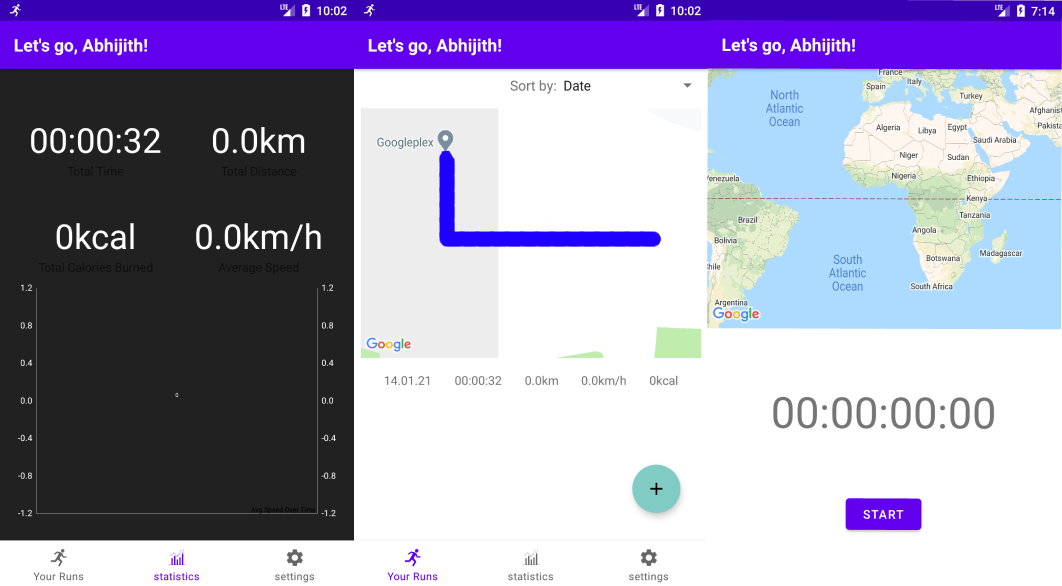 LTE 10:02
Let's go, Abhijith!
00:00:32 0.0km
Total Time Total Distance
0kcal 0.0km/h
Total Calories Burned Average Speed
1.2 1.2
0.8 0.8
0.4 0.4
0.0 0 0.0
-0.4 -0.4
-0.8 -0.8
Avg Speed Over Time
-1.2 -1.2
Your Runs statistics settings
LTE 10:02
Let's go, Abhijith!
Sort by: Date
Googleplex
Google
14.01.21 00:00:32 0.0km 0.0km/h 0kcal
+
Your Runs statistics settings
LTE 7:14
Let's go, Abhijith!
France
Spain Italy
Turkey
North
Atlantic
Ocean
Afghanist
Pakista
Algeria Libya Egypt
Saudi Arabia
Niger Sudan
Venezuela Nigeria Ethiopia
Kenya
Brazil Tanzania
Angola
Bolivia
Madagascar
Botswana
hile
South
Atlantic
Ocean
South Africa
Argentina
Google
00:00:00:00
START